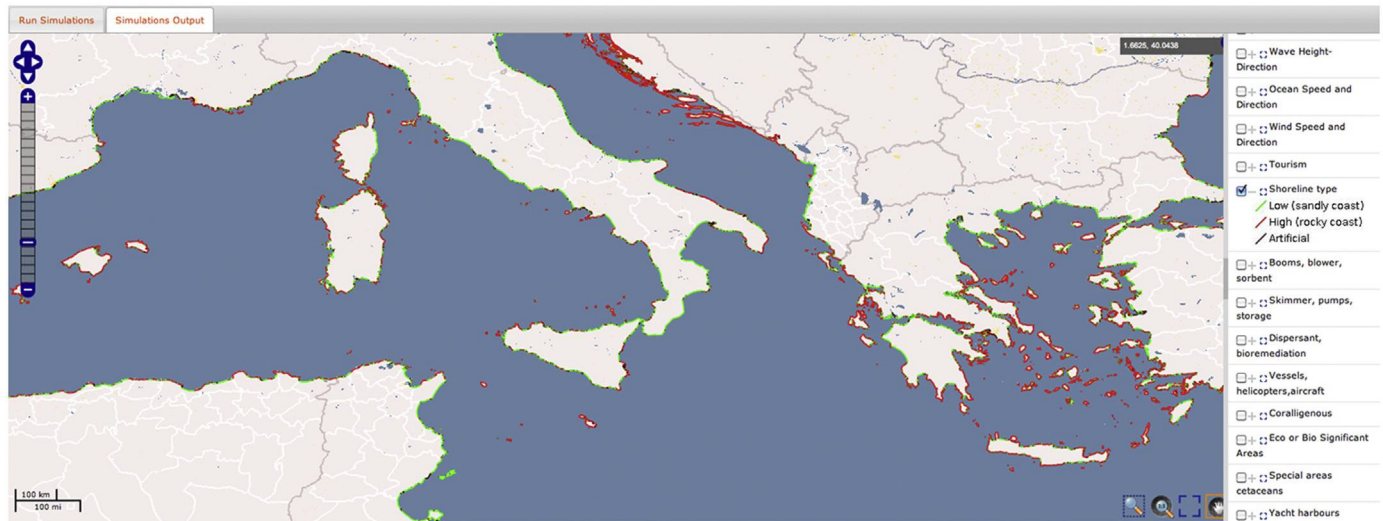 Run Simulations
Simulations Output
1.6625, 40.0438
Wave Height-
Direction
Ocean Speed and
Direction
Wind Speed and
Direction
Tourism
Shoreline type
Low (sandy coast)
High (rocky coast)
Artificial
Booms, blower,
sorbent
Skimmer, pumps,
storage
Dispersant,
bioremediation
Vessels,
helicopters,aircraft
Coralligenous
Eco or Bio Significant
Areas
Special areas
cetaceans
Yacht harbours
100 km
100 mi